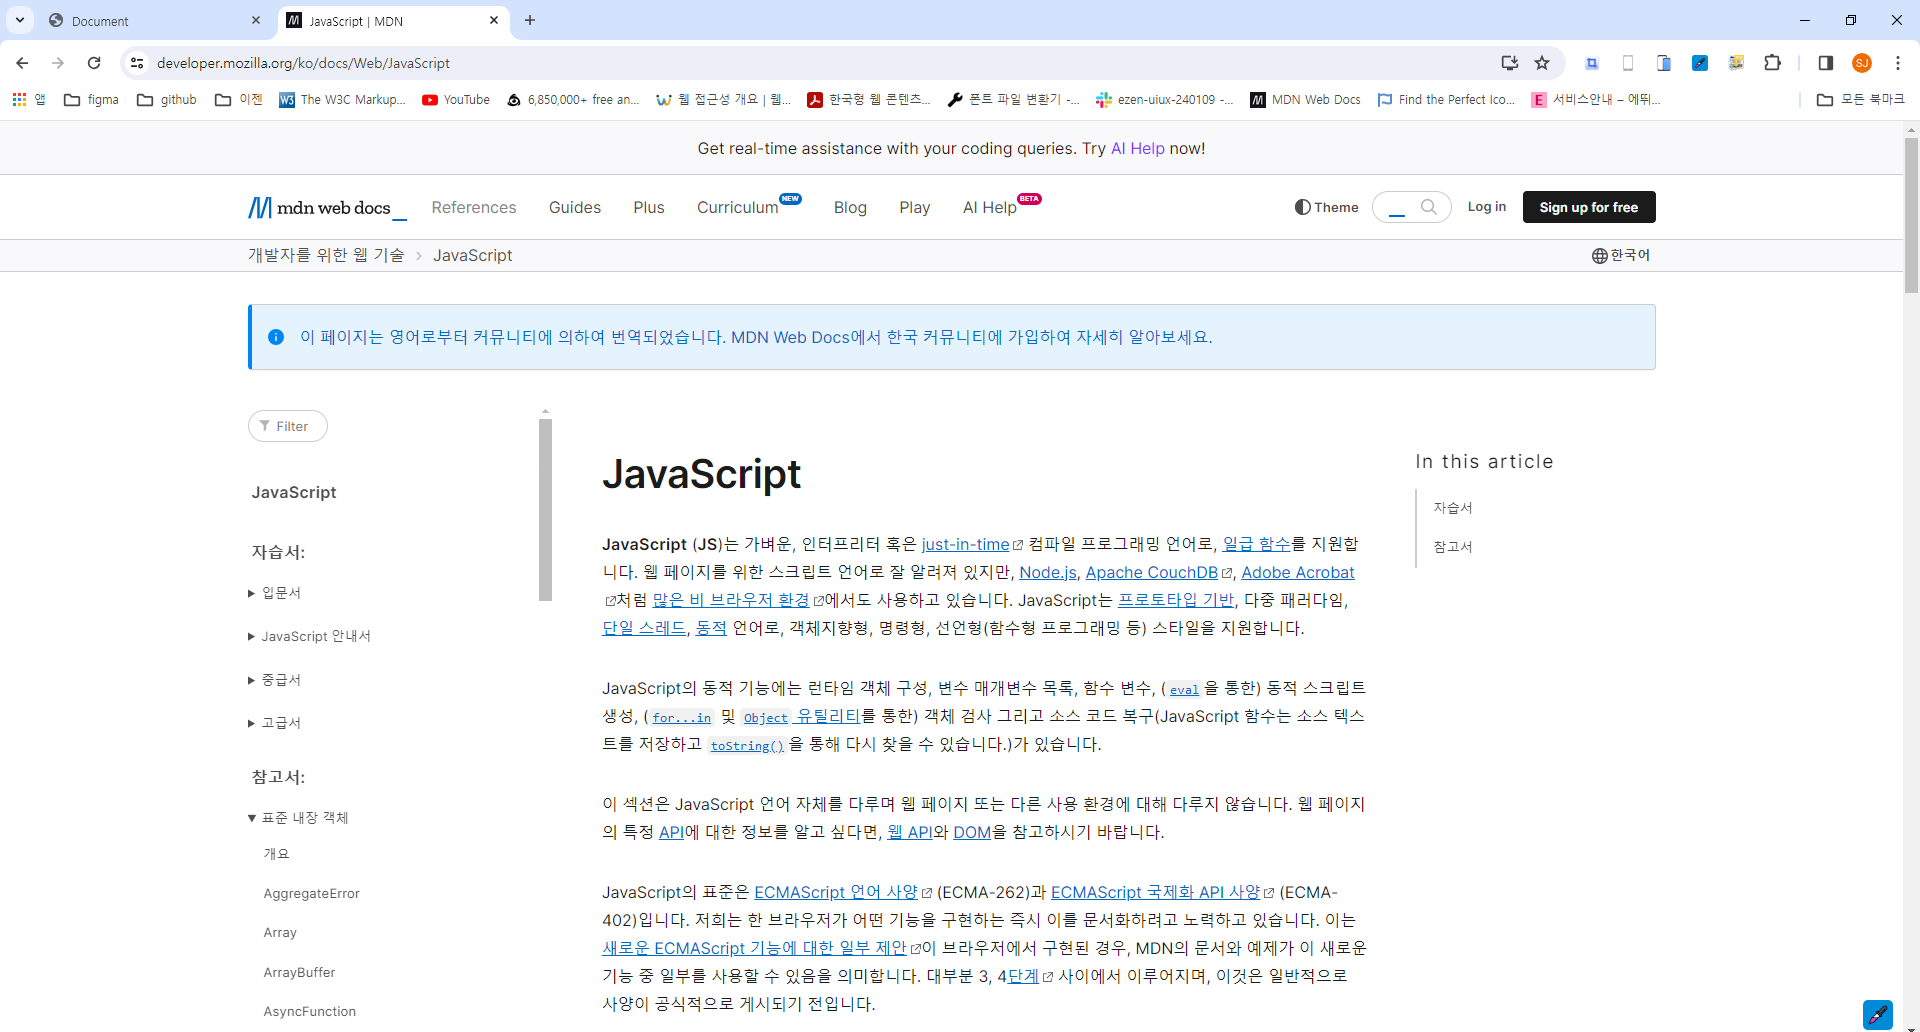 Document
JavaScript | MDN
developer.mozilla.org/ko/docs/Web/JavaScript
SJ
앱 figma github 이젠 The W3C Markup... YouTube 6,850,000+ free an... 웹 접근성 개요 | 웹... 한국형 웹 콘텐츠... 폰트 파일 변환기 -... ezen-uiux-240109 -... MDN Web Docs Find the Perfect Ico... 서비스안내 – 에뛰... 모든 북마크
Get real-time assistance with your coding queries. Try AI Help now!
mdn web docs_ References Guides Plus Curriculum NEW Blog Play AI Help BETA Theme Log in Sign up for free
개발자를 위한 웹 기술 > JavaScript 한국어
이 페이지는 영어로부터 커뮤니티에 의하여 번역되었습니다. MDN Web Docs에서 한국 커뮤니티에 가입하여 자세히 알아보세요.
Filter
JavaScript
자습서:
입문서
JavaScript 안내서
중급서
고급서
참고서:
표준 내장 객체
개요
AggregateError
Array
ArrayBuffer
AsyncFunction
JavaScript
JavaScript (JS)는 가벼운, 인터프리터 혹은 just-in-time 컴파일 프로그래밍 언어로, 일급 함수를 지원합
니다. 웹 페이지를 위한 스크립트 언어로 잘 알려져 있지만, Node.js, Apache CouchDB, Adobe Acrobat
처럼 많은 비 브라우저 환경에서도 사용하고 있습니다. JavaScript는 프로토타입 기반, 다중 패러다임,
단일 스레드, 동적 언어로, 객체지향형, 명령형, 선언형(함수형 프로그래밍 등) 스타일을 지원합니다.
JavaScript의 동적 기능에는 런타임 객체 구성, 변수 매개변수 목록, 함수 변수, (eval을 통한) 동적 스크립트
생성, (for...in 및 Object 유틸리티를 통한) 객체 검사 그리고 소스 코드 복구(JavaScript 함수는 소스 텍스
트를 저장하고 toString()을 통해 다시 찾을 수 있습니다.)가 있습니다.
이 섹션은 JavaScript 언어 자체를 다루며 웹 페이지 또는 다른 사용 환경에 대해 다루지 않습니다. 웹 페이지
의 특정 API에 대한 정보를 알고 싶다면, 웹 API와 DOM을 참고하시기 바랍니다.
JavaScript의 표준은 ECMAScript 언어 사양 (ECMA-262)과 ECMAScript 국제화 API 사양 (ECMA-
402)입니다. 저희는 한 브라우저가 어떤 기능을 구현하는 즉시 이를 문서화하려고 노력하고 있습니다. 이는
새로운 ECMAScript 기능에 대한 일부 제안이 브라우저에서 구현된 경우, MDN의 문서와 예제가 이 새로운
기능 중 일부를 사용할 수 있음을 의미합니다. 대부분 3, 4단계 사이에서 이루어지며, 이것은 일반적으로
사양이 공식적으로 게시되기 전입니다.
In this article
자습서
참고서